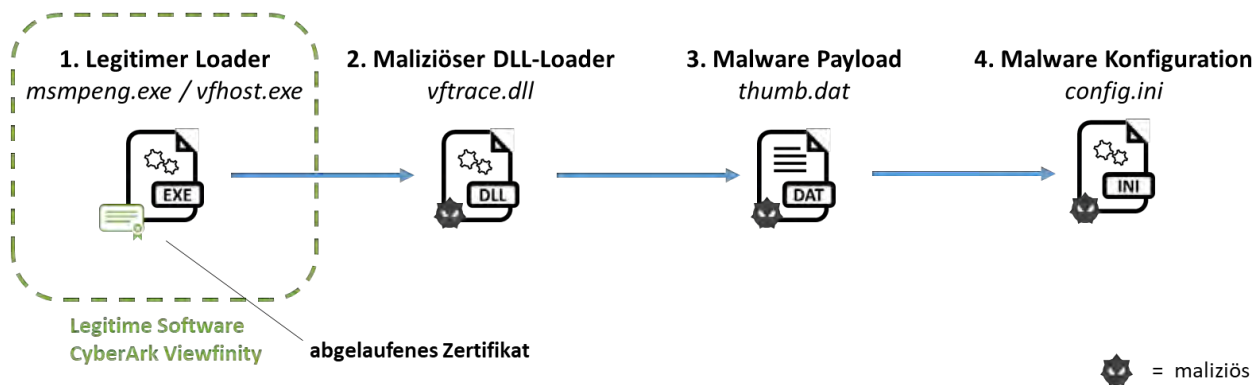 1. Legitimer Loader
msmpeng.exe / vfhost.exe
2. Maliziöser DLL-Loader
vftrace.dll
3. Malware Payload
thumb.dat
4. Malware Konfiguration
config.ini
EXE
DLL
DAT
INI
Legitime Software
CyberArk Viewfinity
abgelaufenes Zertifikat
= maliziös